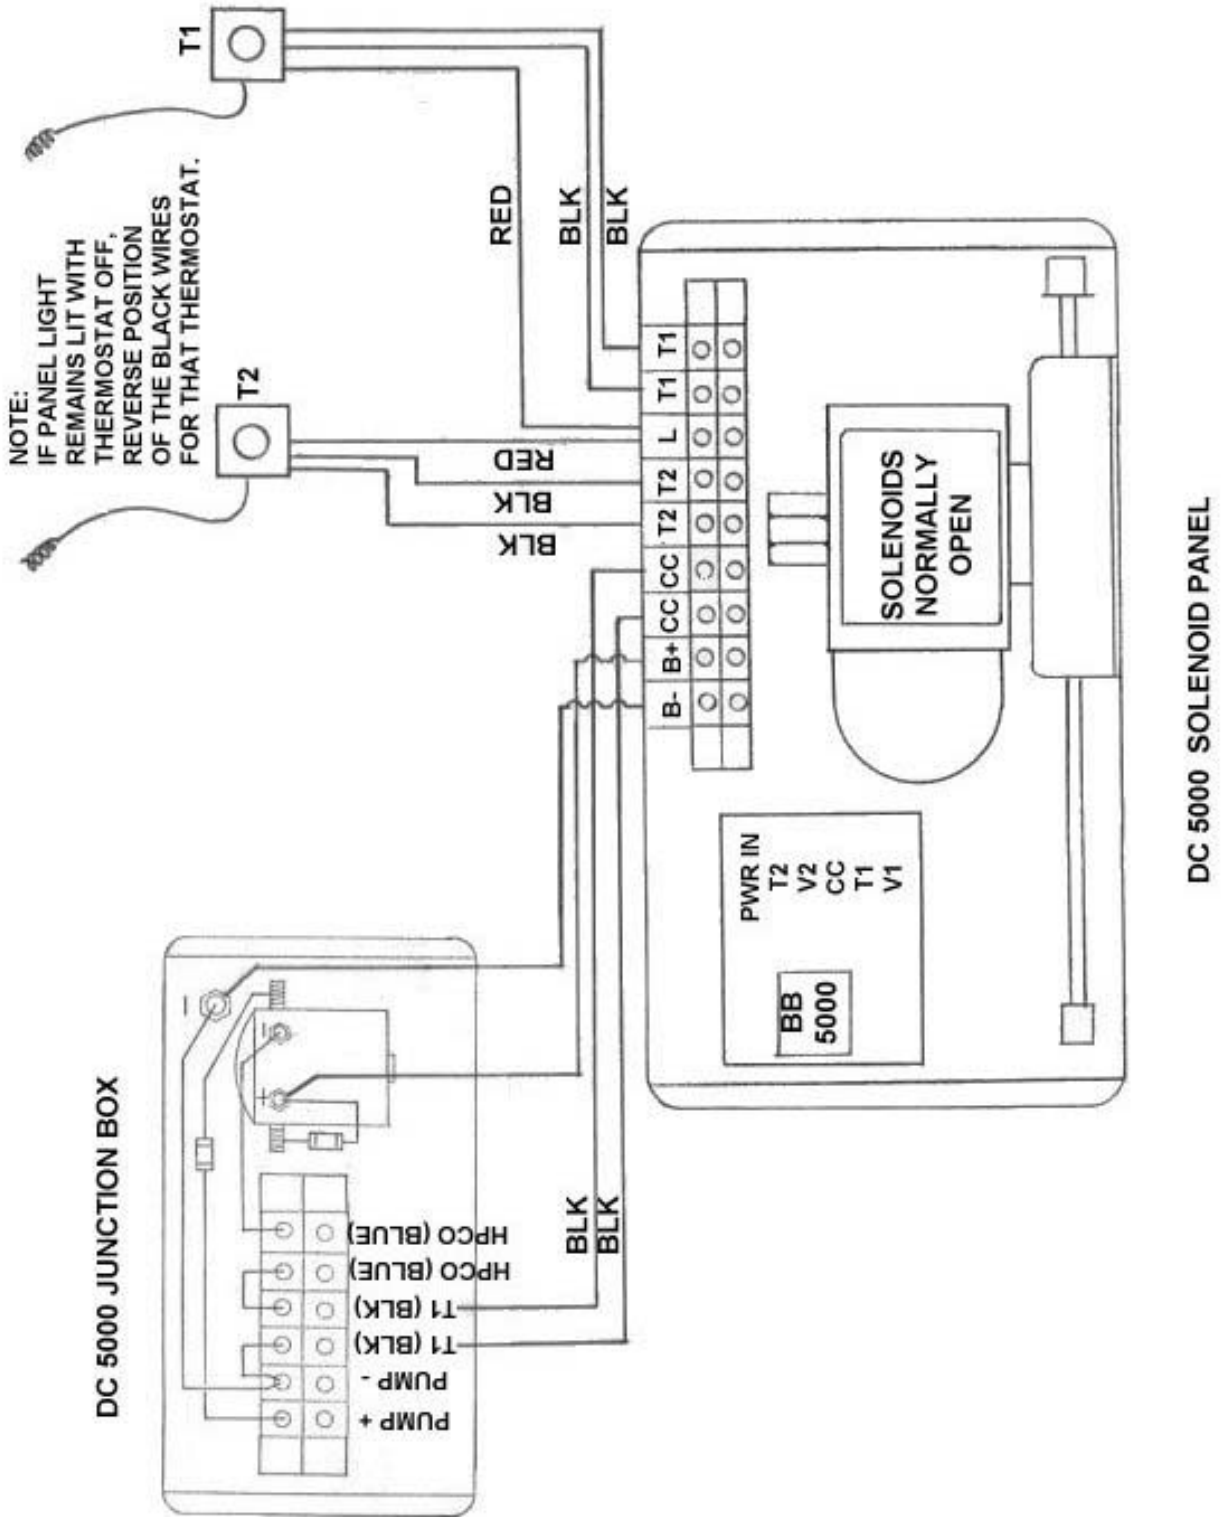 NOTE:
IF PANEL LIGHT
REMAINS LIT WITH
THERMOSTAT OFF,
REVERSE POSITION
OF THE BLACK WIRES
FOR THAT THERMOSTAT.
T1
T2
RED
BLK
BLK
RED
BLK
BLK
DC 5000 JUNCTION BOX
–
–
+
HPCO (BLUE)
HPCO (BLUE)
T1 (BLK)
T1 (BLK)
PUMP -
PUMP +
BLK
BLK
B-
B+
CC
CC
T2
T2
L
T1
T1
PWR IN
T2
V2
CC
T1
V1
BB
5000
SOLENOIDS
NORMALLY
OPEN
DC 5000 SOLENOID PANEL